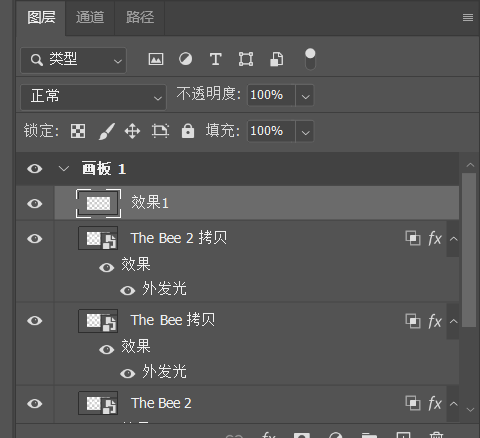 图层 通道 路径
类型
正常 不透明度: 100%
锁定: 填充: 100%
画板 1
效果1
The Bee 2 拷贝 fx
效果
外发光
The Bee 拷贝 fx
效果
外发光
The Bee 2 fx